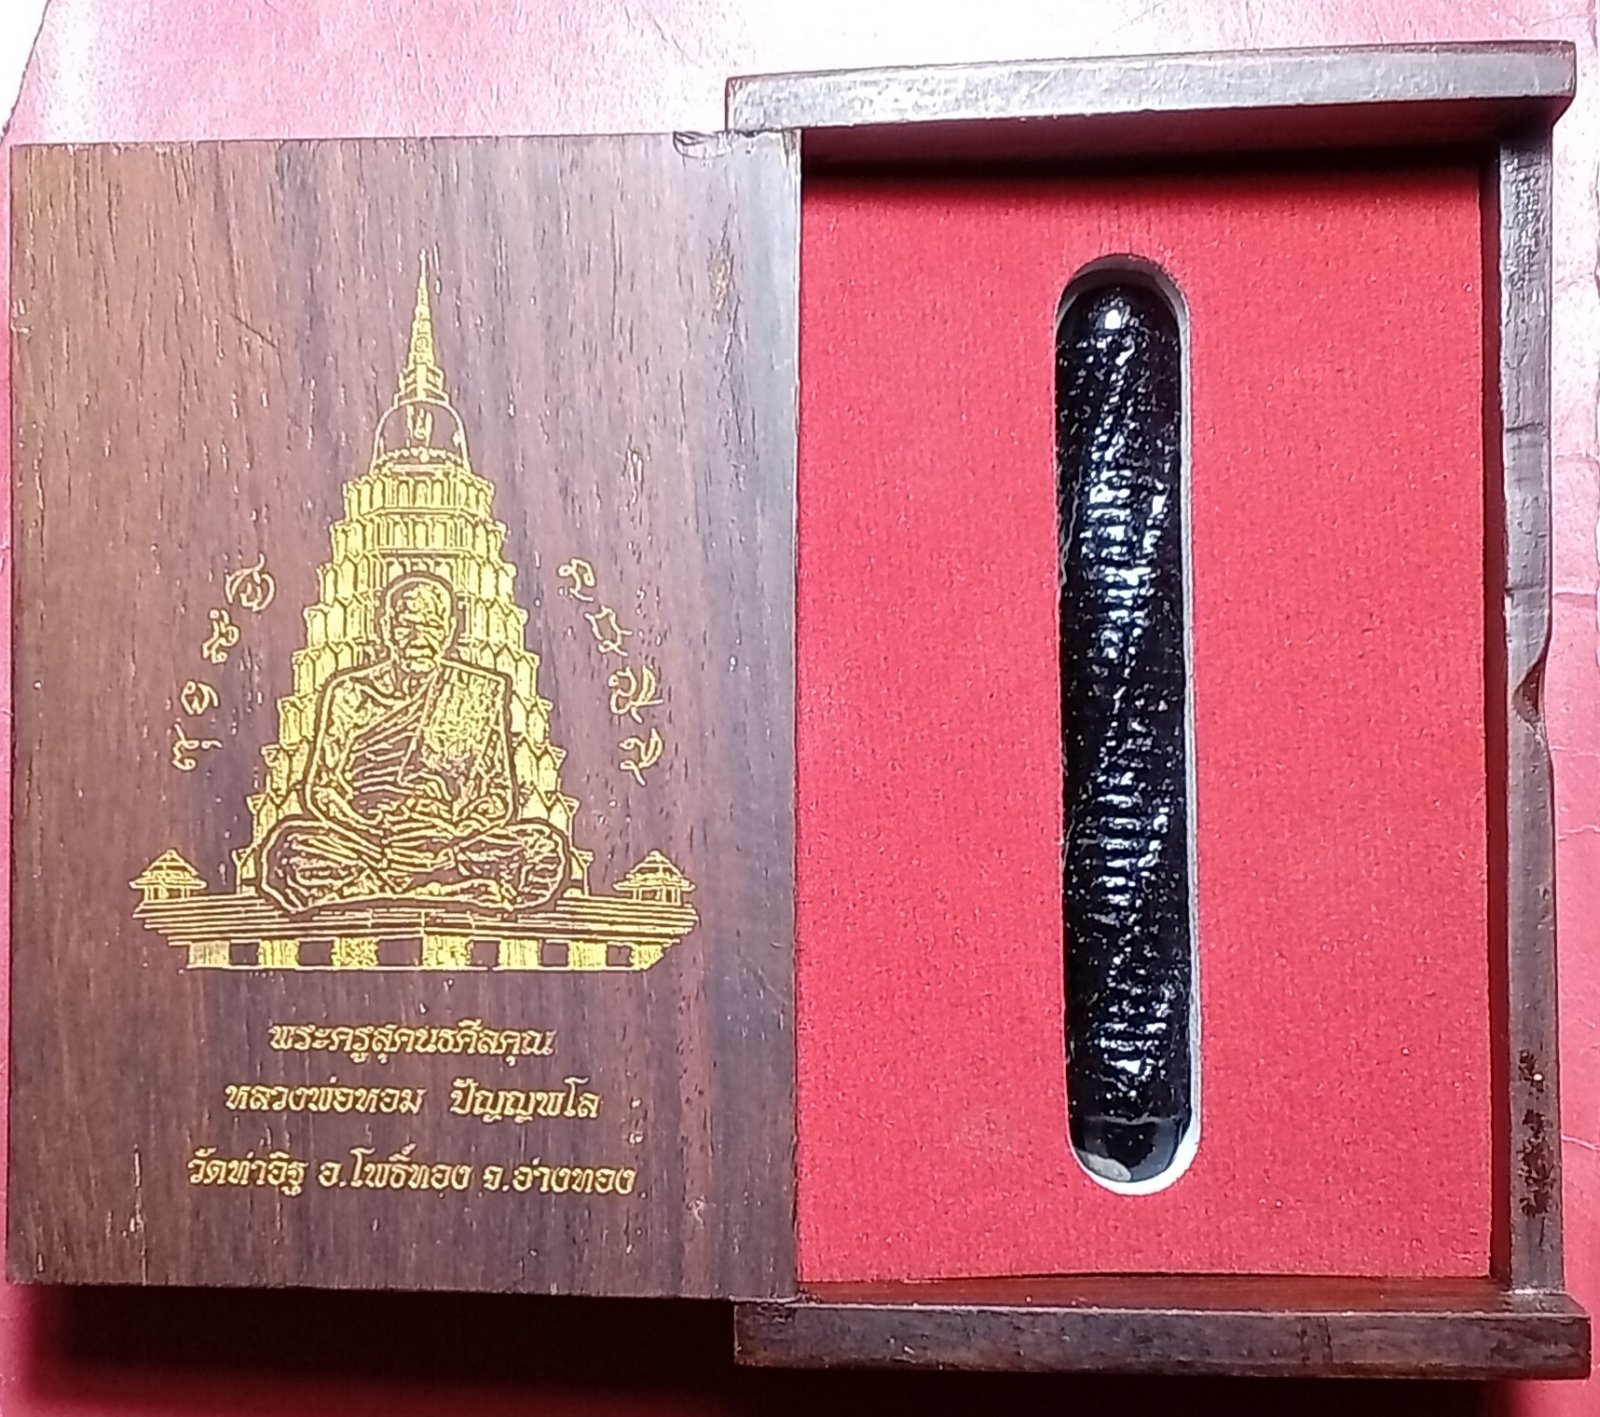 พระครูสุคนธศีลคุณ
หลวงพ่อหอม ปัญญพโล
วัดท่าอิฐ อ.โพธิ์ทอง จ.อ่างทอง